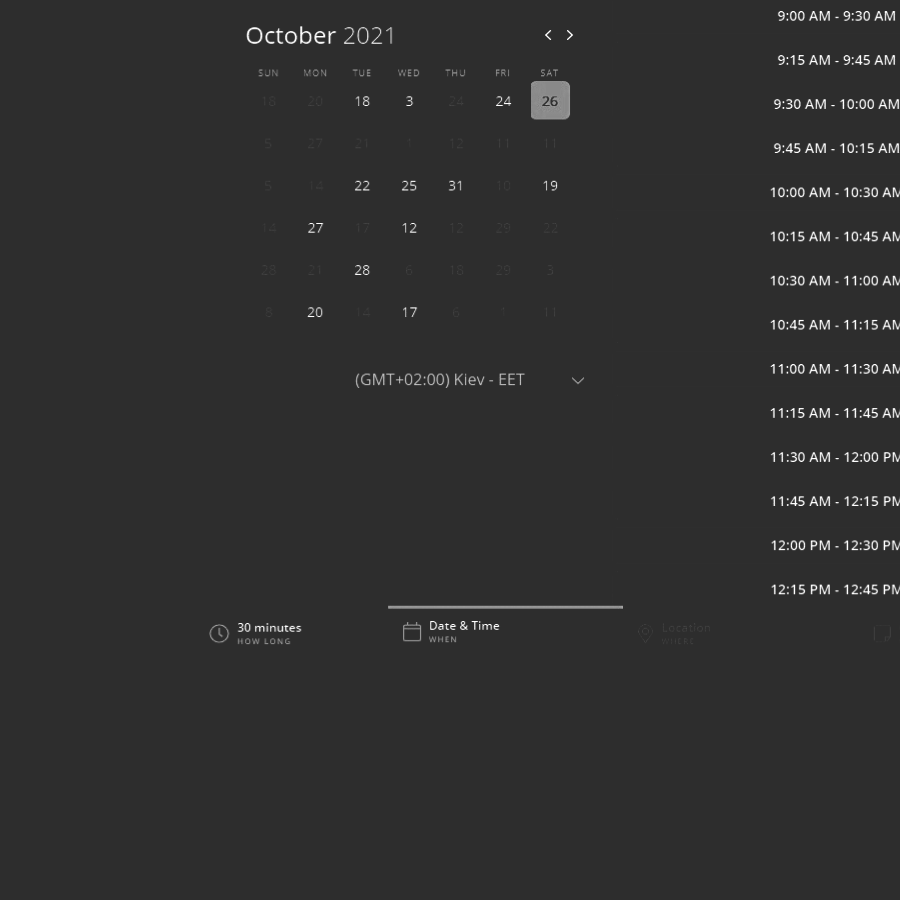 October 2021
SUN MON TUE WED THU FRI SAT
18 20 18 3 24 24 26
5 27 21 1 12 11 11
5 14 22 25 31 10 19
14 27 17 12 12 29 22
28 21 28 6 18 29 3
8 20 14 17 6 1 11
(GMT+02:00) Kiev - EET
9:00 AM - 9:30 AM
9:15 AM - 9:45 AM
9:30 AM - 10:00 AM
9:45 AM - 10:15 AM
10:00 AM - 10:30 AM
10:15 AM - 10:45 AM
10:30 AM - 11:00 AM
10:45 AM - 11:15 AM
11:00 AM - 11:30 AM
11:15 AM - 11:45 AM
11:30 AM - 12:00 PM
11:45 AM - 12:15 PM
12:00 PM - 12:30 PM
12:15 PM - 12:45 PM
30 minutes
HOW LONG
Date & Time
WHEN
Location
WHERE